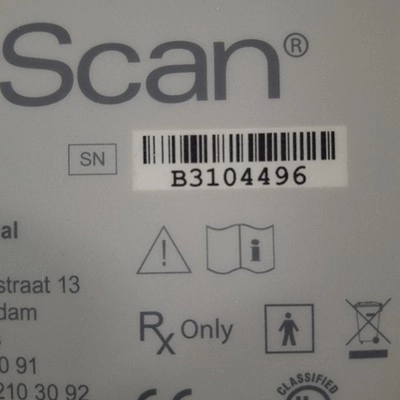 Scan®
SN
B3104496
al
straat 13
dam
s
0 91
210 30 92
Rx Only
CLASSIFIED